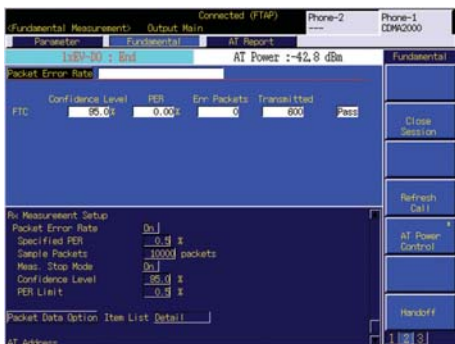 Connected (FTAP)
<Fundamental Measurement> Output Main
Phone-2
---
Phone-1
CDMA2000
Parameter Fundamental AT Report
1xEV-DO : End AT Power :-42.8 dBm Fundamental
Packet Error Rate
Confidence Level PER Err Packets Transmitted
FTC 95.0% 0.00% 0 600 Pass
Close
Session
Refresh
Call
Rx Measurement Setup
Packet Error Rate On
Specified PER 0.5 %
Sample Packets 10000 packets
Meas. Stop Mode On
Confidence Level 95.0 %
PER Limit 0.5 %
*
AT Power
Control
Packet Data Option Item List Detail
Handoff
AT Address
1 2 3